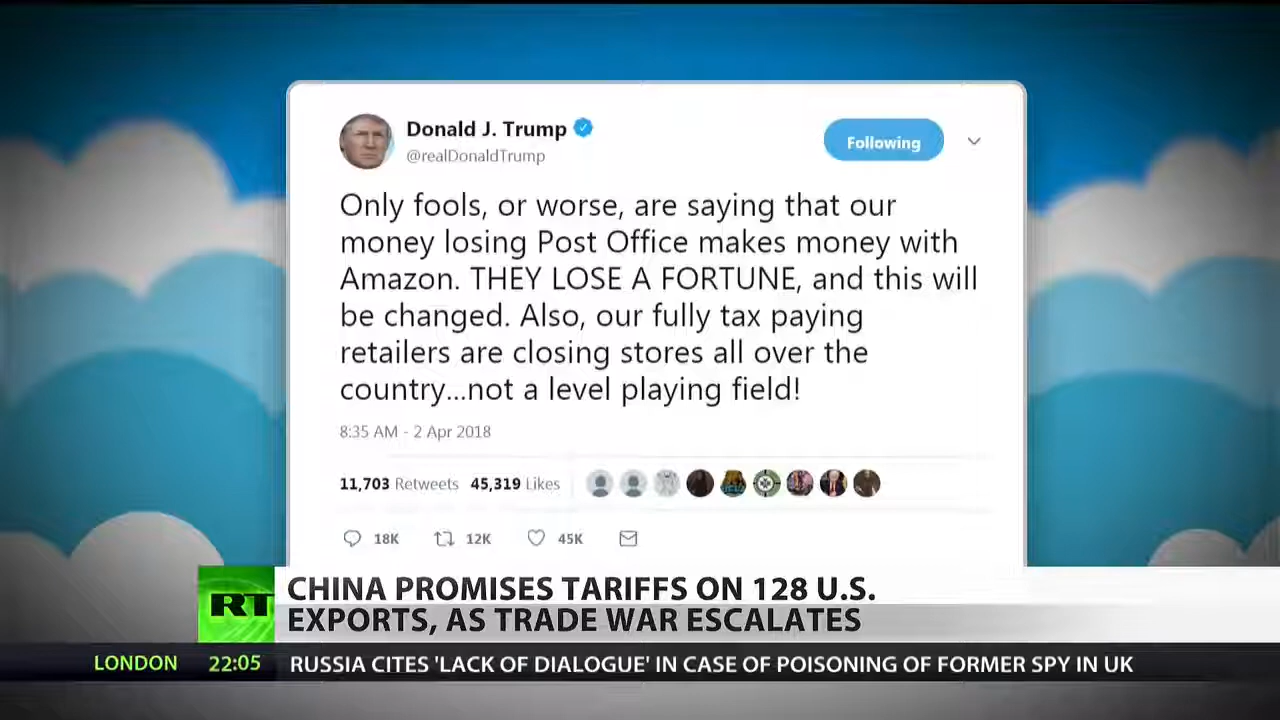 Donald J. Trump
@realDonaldTrump
Following
Only fools, or worse, are saying that our
money losing Post Office makes money with
Amazon. THEY LOSE A FORTUNE, and this will
be changed. Also, our fully tax paying
retailers are closing stores all over the
country...not a level playing field!
8:35 AM - 2 Apr 2018
11,703 Retweets 45,319 Likes
18K 12K 45K
RT
CHINA PROMISES TARIFFS ON 128 U.S.
EXPORTS, AS TRADE WAR ESCALATES
LONDON 22:05 RUSSIA CITES 'LACK OF DIALOGUE' IN CASE OF POISONING OF FORMER SPY IN UK